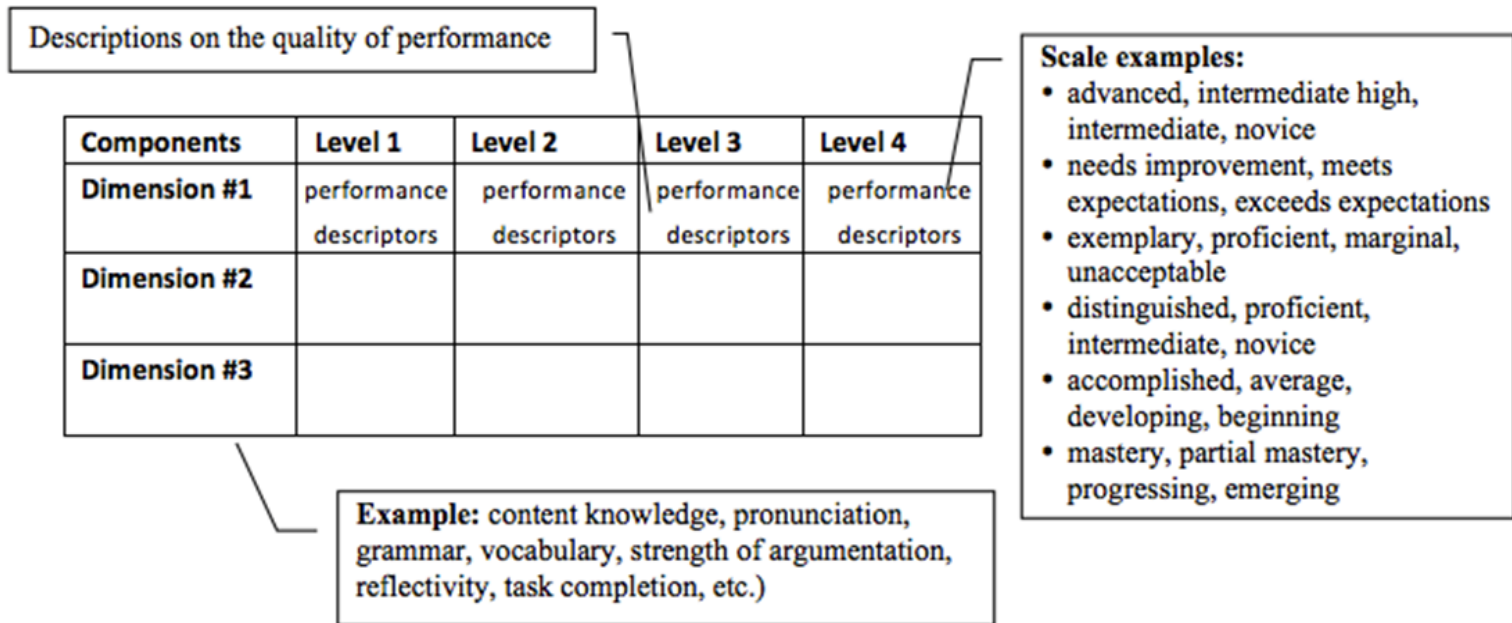 Descriptions on the quality of performance
Components Level 1 Level 2 Level 3 Level 4
Dimension #1 performance performance performance performance
descriptors descriptors descriptors descriptors
Dimension #2
Dimension #3
Example: content knowledge, pronunciation,
grammar, vocabulary, strength of argumentation,
reflectivity, task completion, etc.)
Scale examples:
• advanced, intermediate high,
intermediate, novice
• needs improvement, meets
expectations, exceeds expectations
• exemplary, proficient, marginal,
unacceptable
• distinguished, proficient,
intermediate, novice
• accomplished, average,
developing, beginning
• mastery, partial mastery,
progressing, emerging